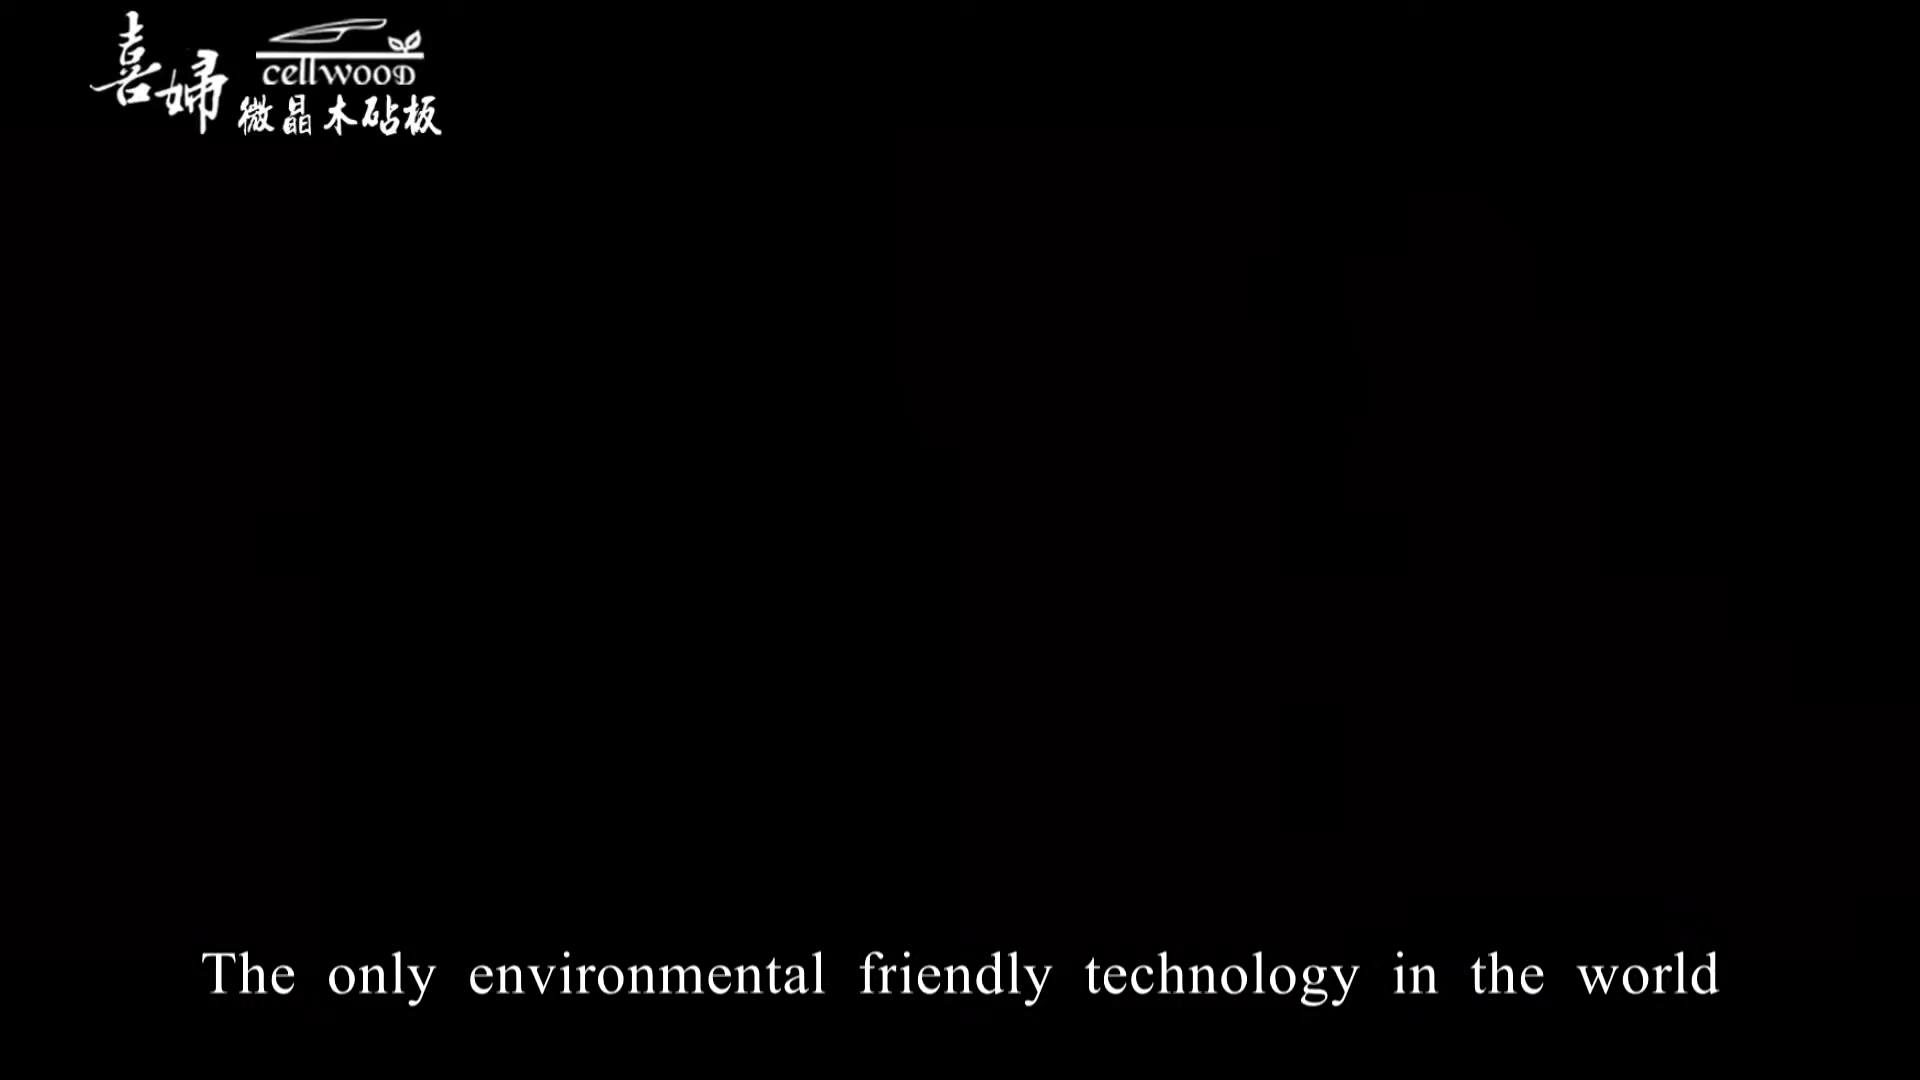 喜婦
cellwood
微晶木砧板
The only environmental friendly technology in the world